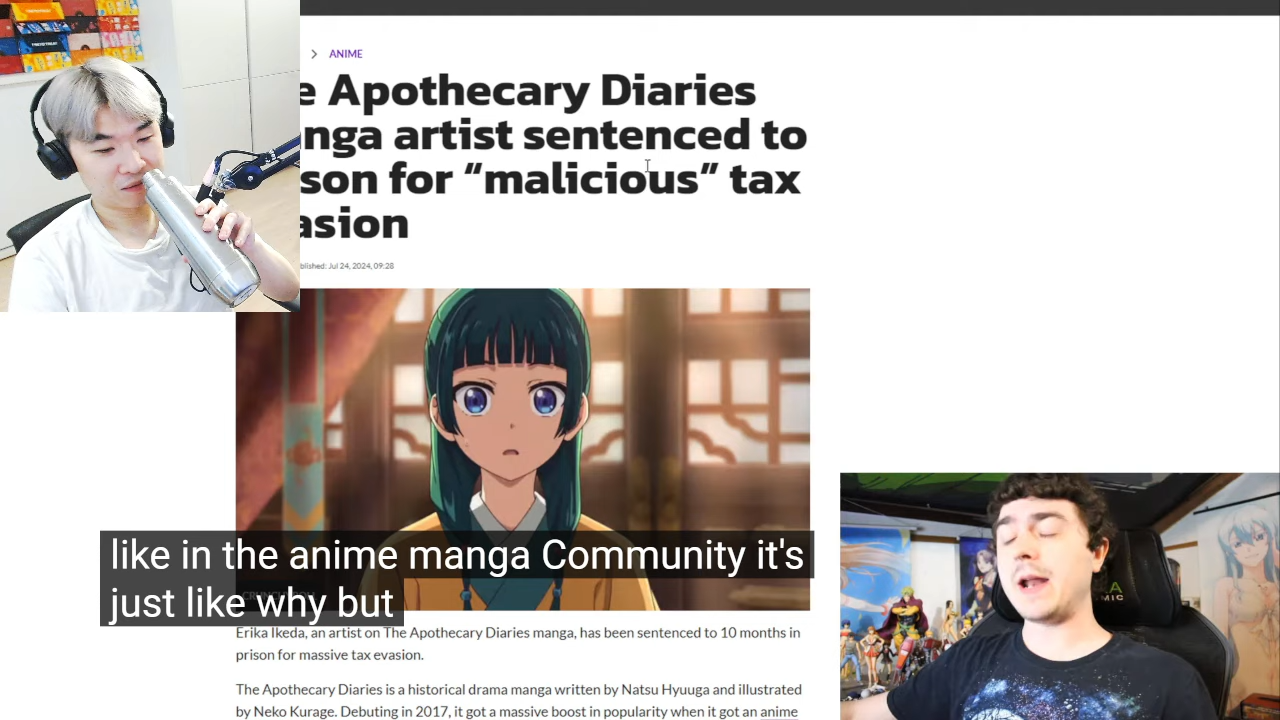 ANIME
e Apothecary Diaries
nga artist sentenced to
son for “malicious” tax
asion
blished: Jul 24, 2024, 09:28
like in the anime manga Community it's
just like why but
Erika Ikeda, an artist on The Apothecary Diaries manga, has been sentenced to 10 months in
prison for massive tax evasion.
The Apothecary Diaries is a historical drama manga written by Natsu Hyuuga and illustrated
by Neko Kurage. Debuting in 2017, it got a massive boost in popularity when it got an anime